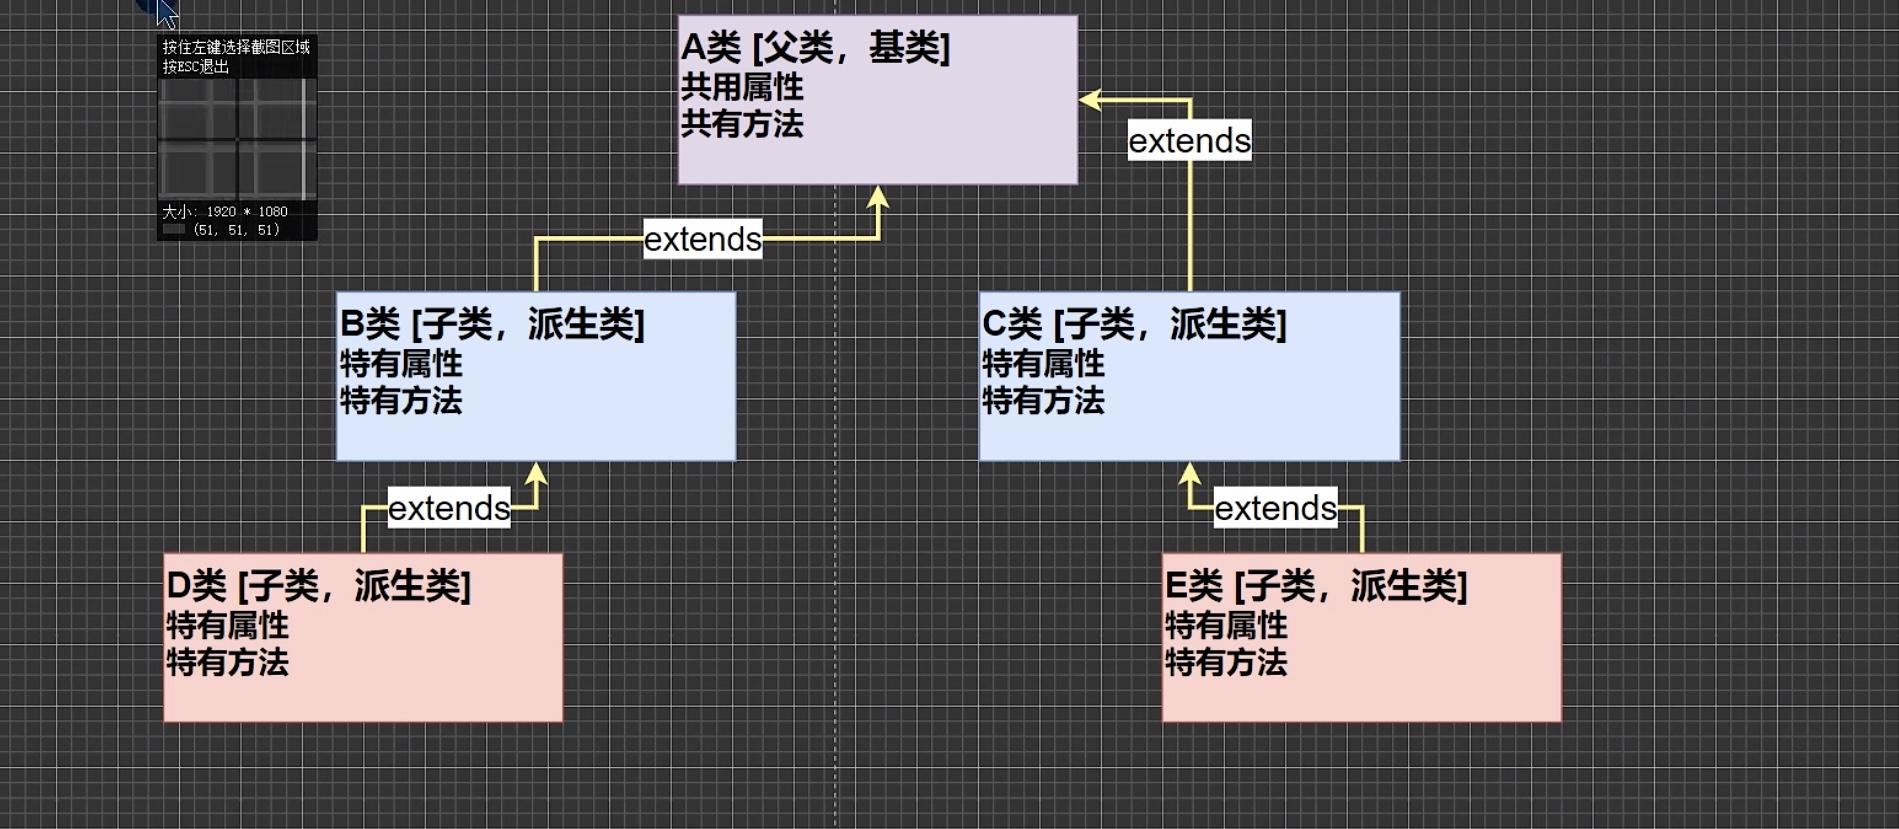 按住左键选择截图区域
按ESC退出
大小: 1920 * 1080
(51, 51, 51)
A类 [父类，基类]
共用属性
共有方法
extends
extends
B类 [子类，派生类]
特有属性
特有方法
C类 [子类，派生类]
特有属性
特有方法
extends
extends
D类 [子类，派生类]
特有属性
特有方法
E类 [子类，派生类]
特有属性
特有方法